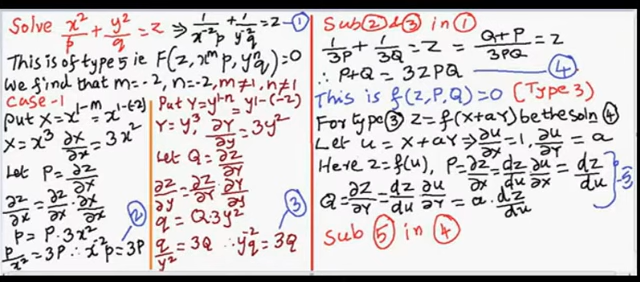 Solve x²/p + y²/q = z ⇒ 1/x⁻²p + 1/y⁻²q = z —①
This is of type 5 ie F(z, xᵐp, yⁿq) = 0
We find that m = -2, n = -2, m ≠ 1, n ≠ 1
Case-1
Put X = x^1-m = x^1-(-2)
X = x³ ∂X/∂x = 3x²
Let P = ∂z/∂X
∂z/∂x = ∂z/∂X · ∂X/∂x
p = P·3x²
②
p/x² = 3P ∴ x⁻²p = 3P
Put Y = y^1-n = y^1-(-2)
Y = y³, ∂Y/∂y = 3y²
Let Q = ∂z/∂Y
∂z/∂y = ∂z/∂Y · ∂Y/∂y
q = Q·3y²
③
q/y² = 3Q ∴ y⁻²q = 3Q
Sub ② & ③ in ①
1/3P + 1/3Q = z = Q+P/3PQ = z
∴ P+Q = 3ZPQ —④
This is f(z, P, Q) = 0 (Type 3)
For type ③ z = f(x+ay) be the soln ④
Let u = X + aY ⇒ ∂u/∂X = 1, ∂u/∂Y = a
Here z = f(u), P = ∂z/∂X = dz/du ∂u/∂X = dz/du
Q = ∂z/∂Y = dz/du ∂u/∂Y = a · dz/du
-5
Sub ⑤ in ④